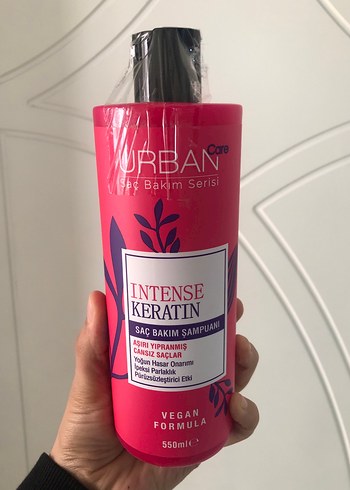 URBAN Care
Saç Bakım Serisi
INTENSE
KERATIN
SAÇ BAKIM ŞAMPUANI
AŞIRI YIPRANMIŞ
CANSIZ SAÇLAR
Yoğun Hasar Onarımı
İpeksi Parlaklık
Pürüzsüzleştirici Etki
VEGAN
FORMULA
550ml℮